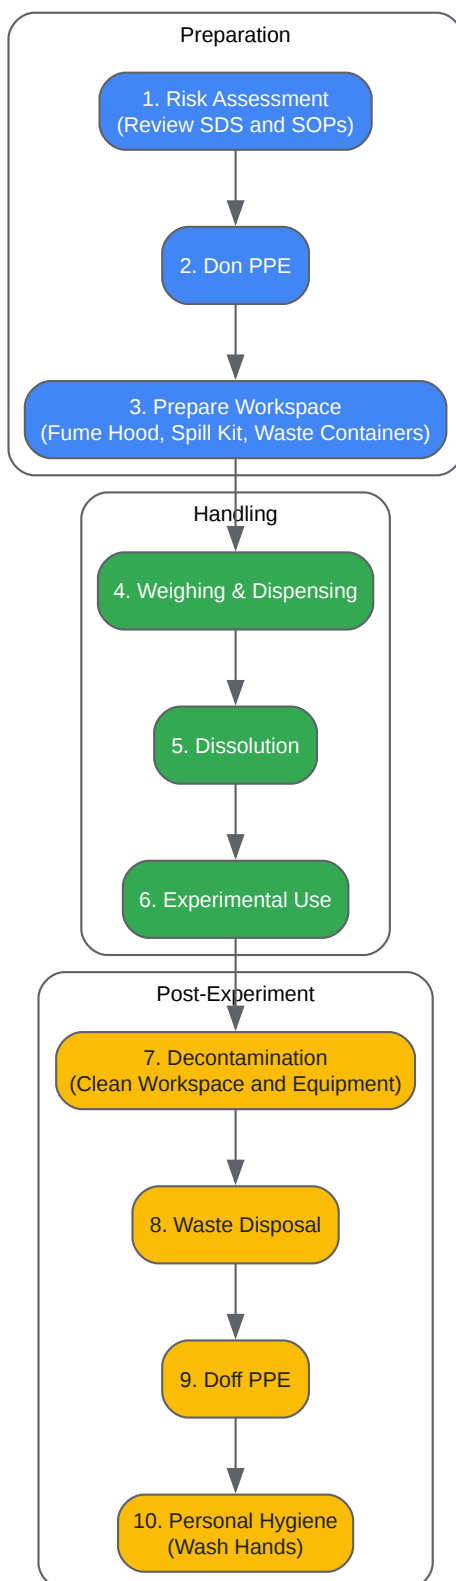 Preparation
1. Risk Assessment
(Review SDS and SOPs)
2. Don PPE
3. Prepare Workspace
(Fume Hood, Spill Kit, Waste Containers)
Handling
4. Weighing & Dispensing
5. Dissolution
6. Experimental Use
Post-Experiment
7. Decontamination
(Clean Workspace and Equipment)
8. Waste Disposal
9. Doff PPE
10. Personal Hygiene
(Wash Hands)